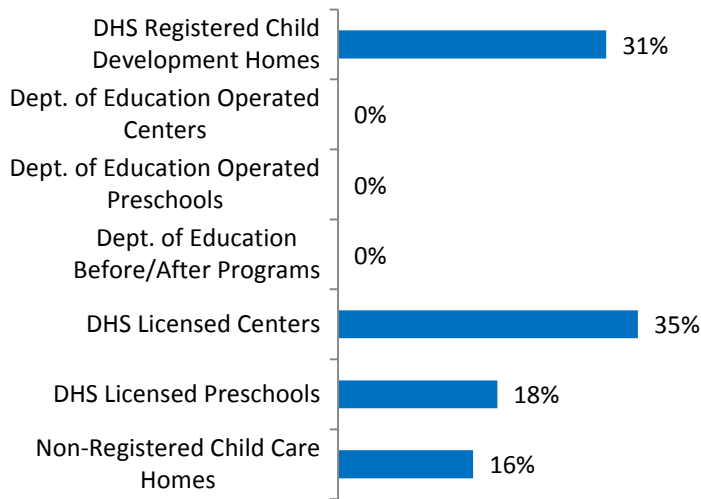 DHS Registered Child
Development Homes
31%
Dept. of Education Operated
Centers
0%
Dept. of Education Operated
Preschools
0%
Dept. of Education
Before/After Programs
0%
DHS Licensed Centers
35%
DHS Licensed Preschools
18%
Non-Registered Child Care
Homes
16%